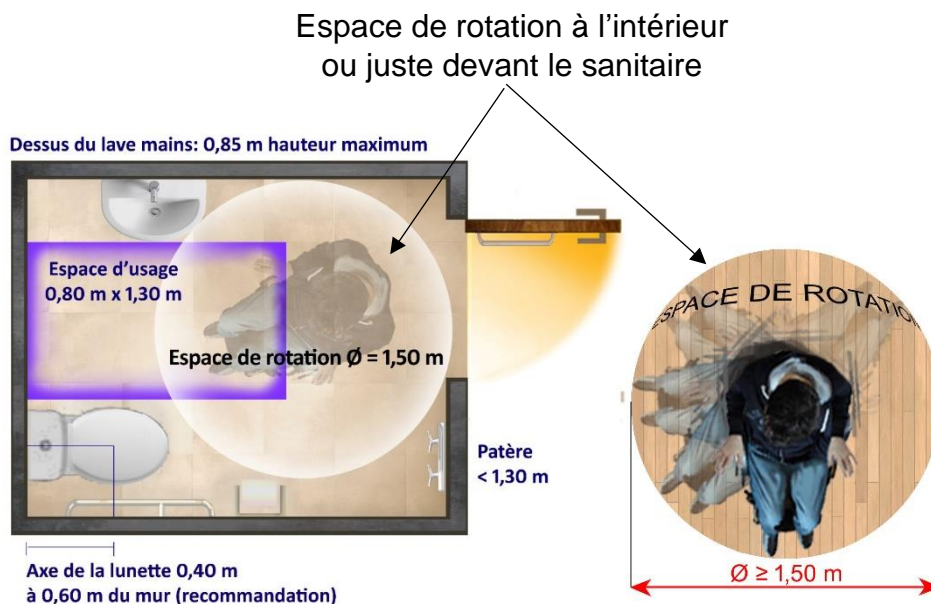 Espace de rotation à l’intérieur
ou juste devant le sanitaire
Dessus du lave mains: 0,85 m hauteur maximum
Espace d’usage
0,80 m x 1,30 m
ESPACE DE ROTATION
Espace de rotation Ø = 1,50 m
Patère
< 1,30 m
Axe de la lunette 0,40 m
à 0,60 m du mur (recommandation)
Ø ≥ 1,50 m